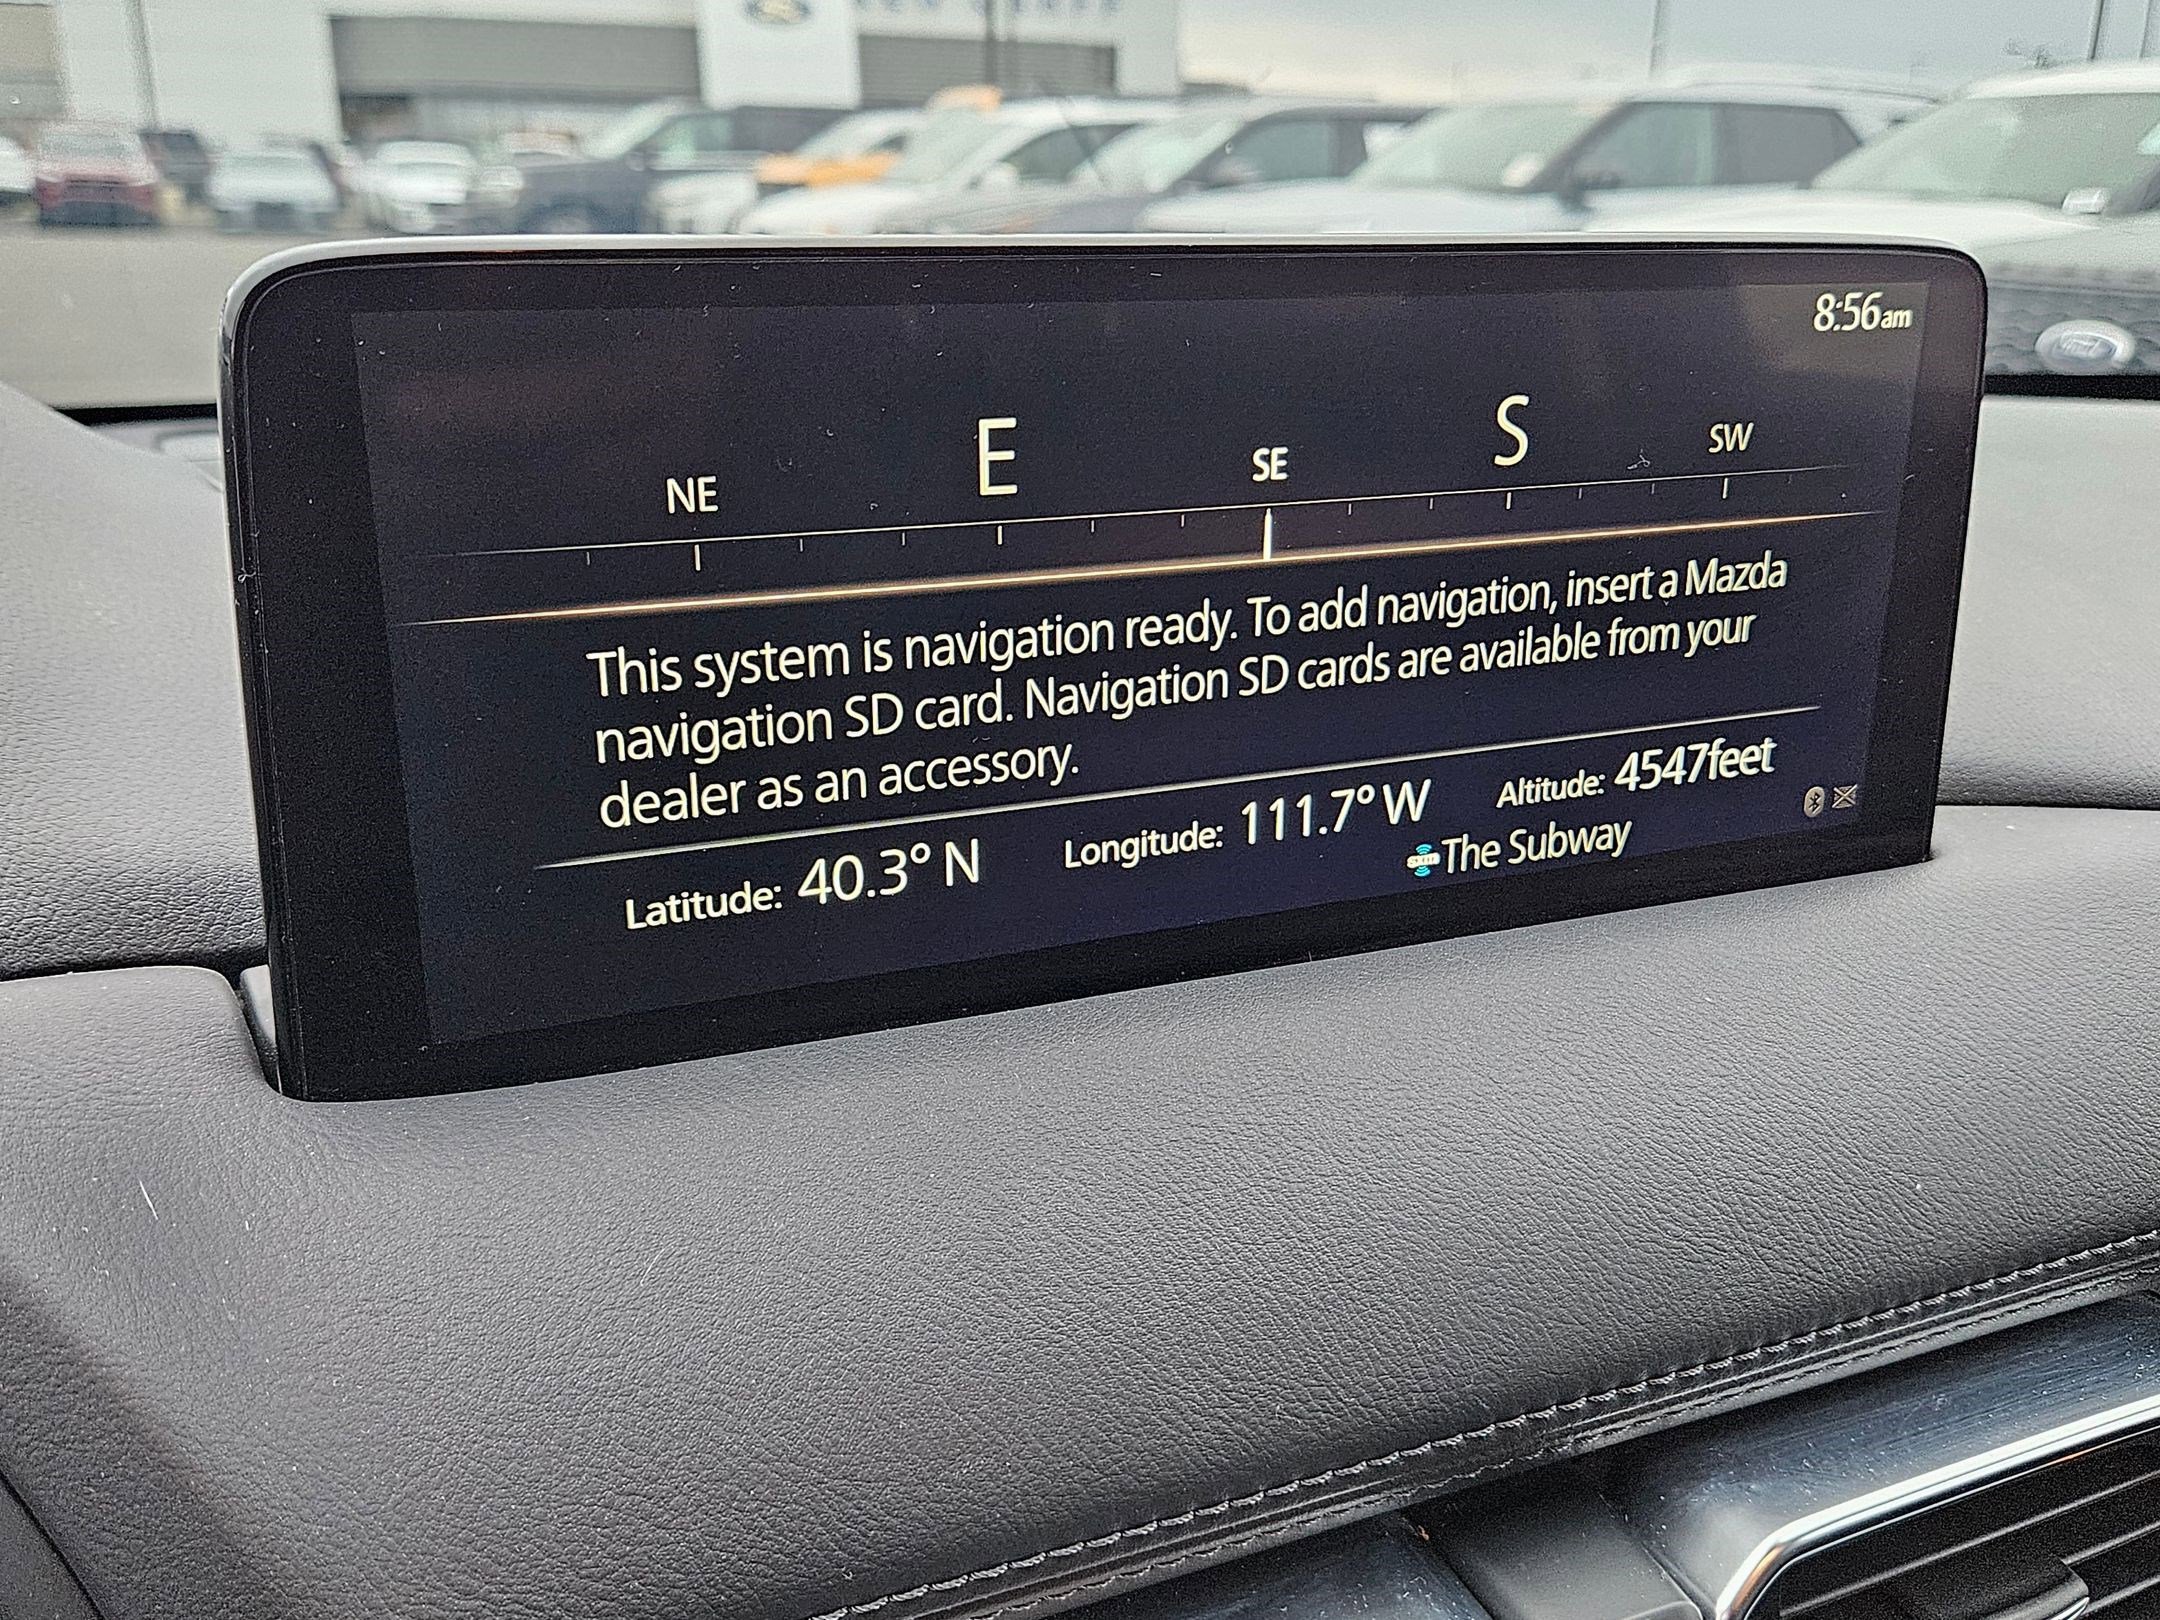 8:56am
NE E SE S SW
This system is navigation ready. To add navigation, insert a Mazda
navigation SD card. Navigation SD cards are available from your
dealer as an accessory.
Latitude: 40.3° N Longitude: 111.7° W Altitude: 4547feet
sxm The Subway
Ford